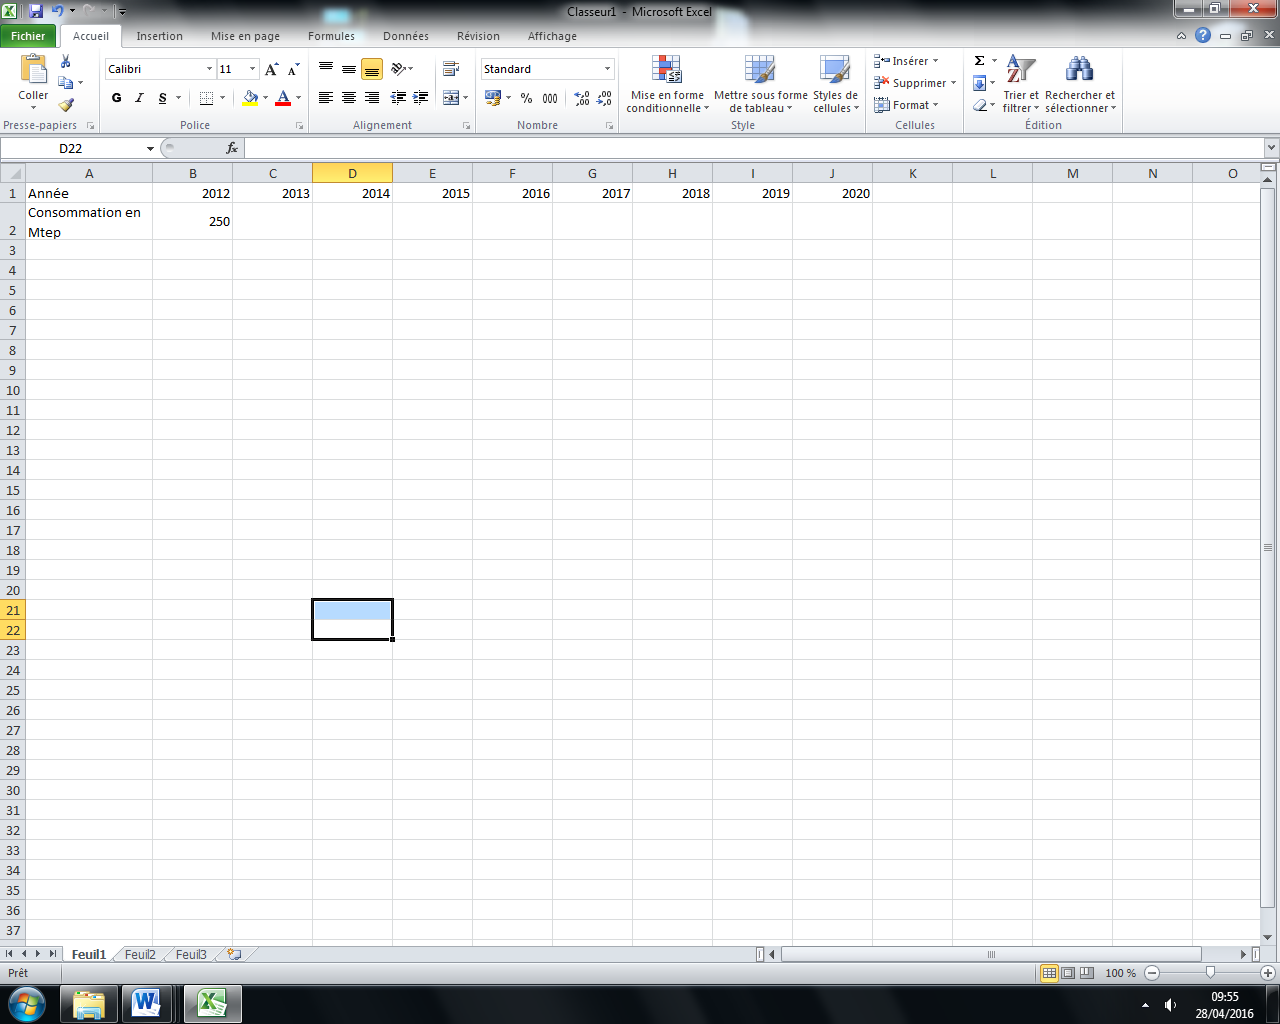 Classeur1 - Microsoft Excel
Fichier Accueil Insertion Mise en page Formules Données Révision Affichage
Coller
Presse-papiers
Calibri 11
G I S
Police
Alignement
Standard
% 000
Nombre
Mise en forme conditionnelle
Mettre sous forme de tableau
Styles de cellules
Style
Insérer
Supprimer
Format
Cellules
Σ
Trier et filtrer
Rechercher et sélectionner
Édition
D22 fx
A B C D E F G H I J K L M N O
1 Année 2012 2013 2014 2015 2016 2017 2018 2019 2020
Consommation en
2 Mtep 250
3
4
5
6
7
8
9
10
11
12
13
14
15
16
17
18
19
20
21
22
23
24
25
26
27
28
29
30
31
32
33
34
35
36
37
Feuil1 Feuil2 Feuil3
Prêt 100 %
09:55
28/04/2016